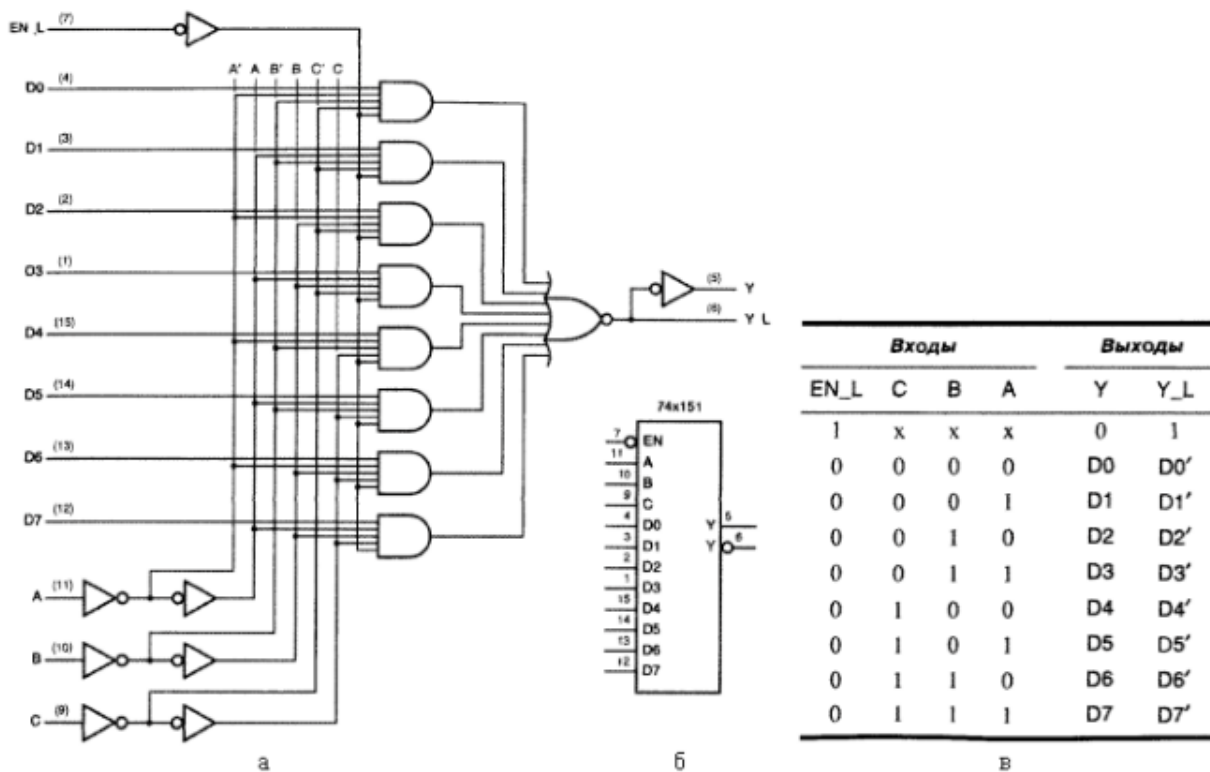 EN_L (7)
A' A B' B C' C
D0 (4)
D1 (3)
D2 (2)
O3 (1)
D4 (15)
D5 (14)
D6 (13)
D7 (12)
A (11)
B (10)
C (9)
(5) Y
(6) Y_L
а
74x151
7 EN
11 A
10 B
9 C
4 D0 Y 5
3 D1 Y 6
2 D2
1 D3
15 D4
14 D5
13 D6
12 D7
б
Входы Выходы
EN_L C B A Y Y_L
1 x x x 0 1
0 0 0 0 D0 D0′
0 0 0 1 D1 D1′
0 0 1 0 D2 D2′
0 0 1 1 D3 D3′
0 1 0 0 D4 D4′
0 1 0 1 D5 D5′
0 1 1 0 D6 D6′
0 1 1 1 D7 D7′
в